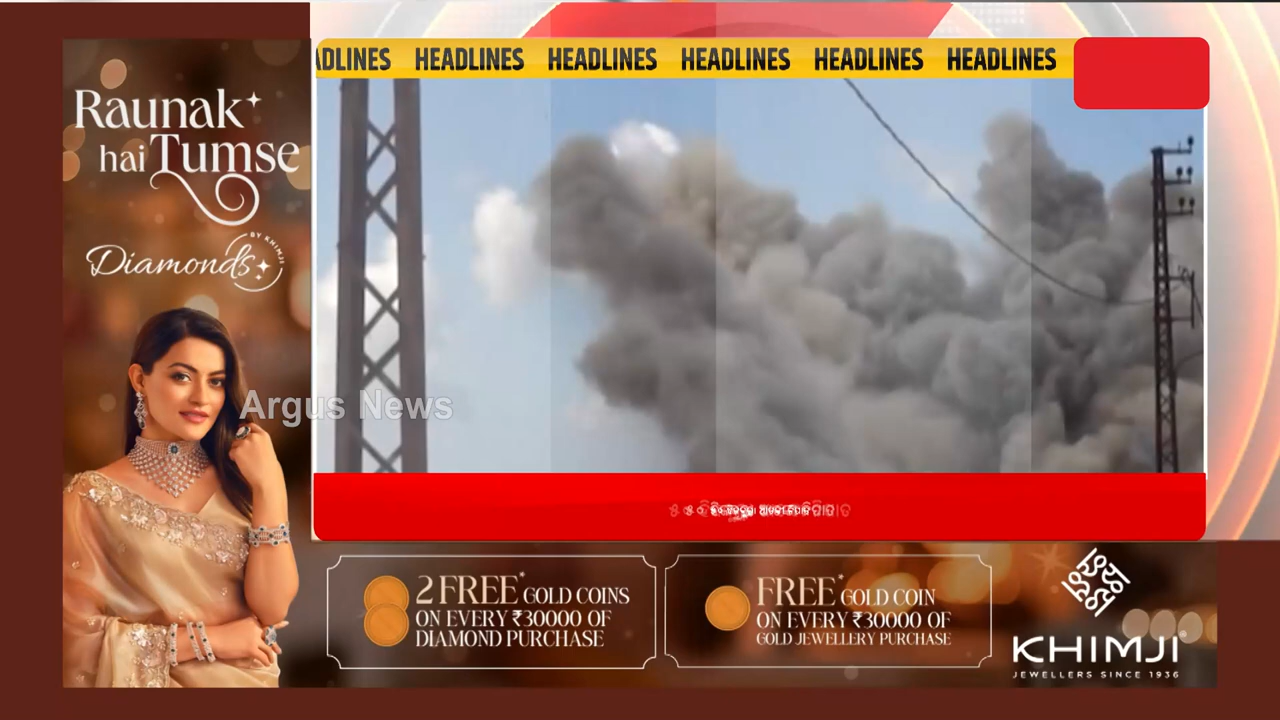 ADLINES HEADLINES HEADLINES HEADLINES HEADLINES HEADLINES
Raunak
hai Tumse
Diamonds
BY KHIMJI
Argus News
2 FREE* GOLD COINS
ON EVERY ₹30000 OF
DIAMOND PURCHASE
FREE* GOLD COIN
ON EVERY ₹30000 OF
GOLD JEWELLERY PURCHASE
KHIMJI
JEWELLERS SINCE 1936